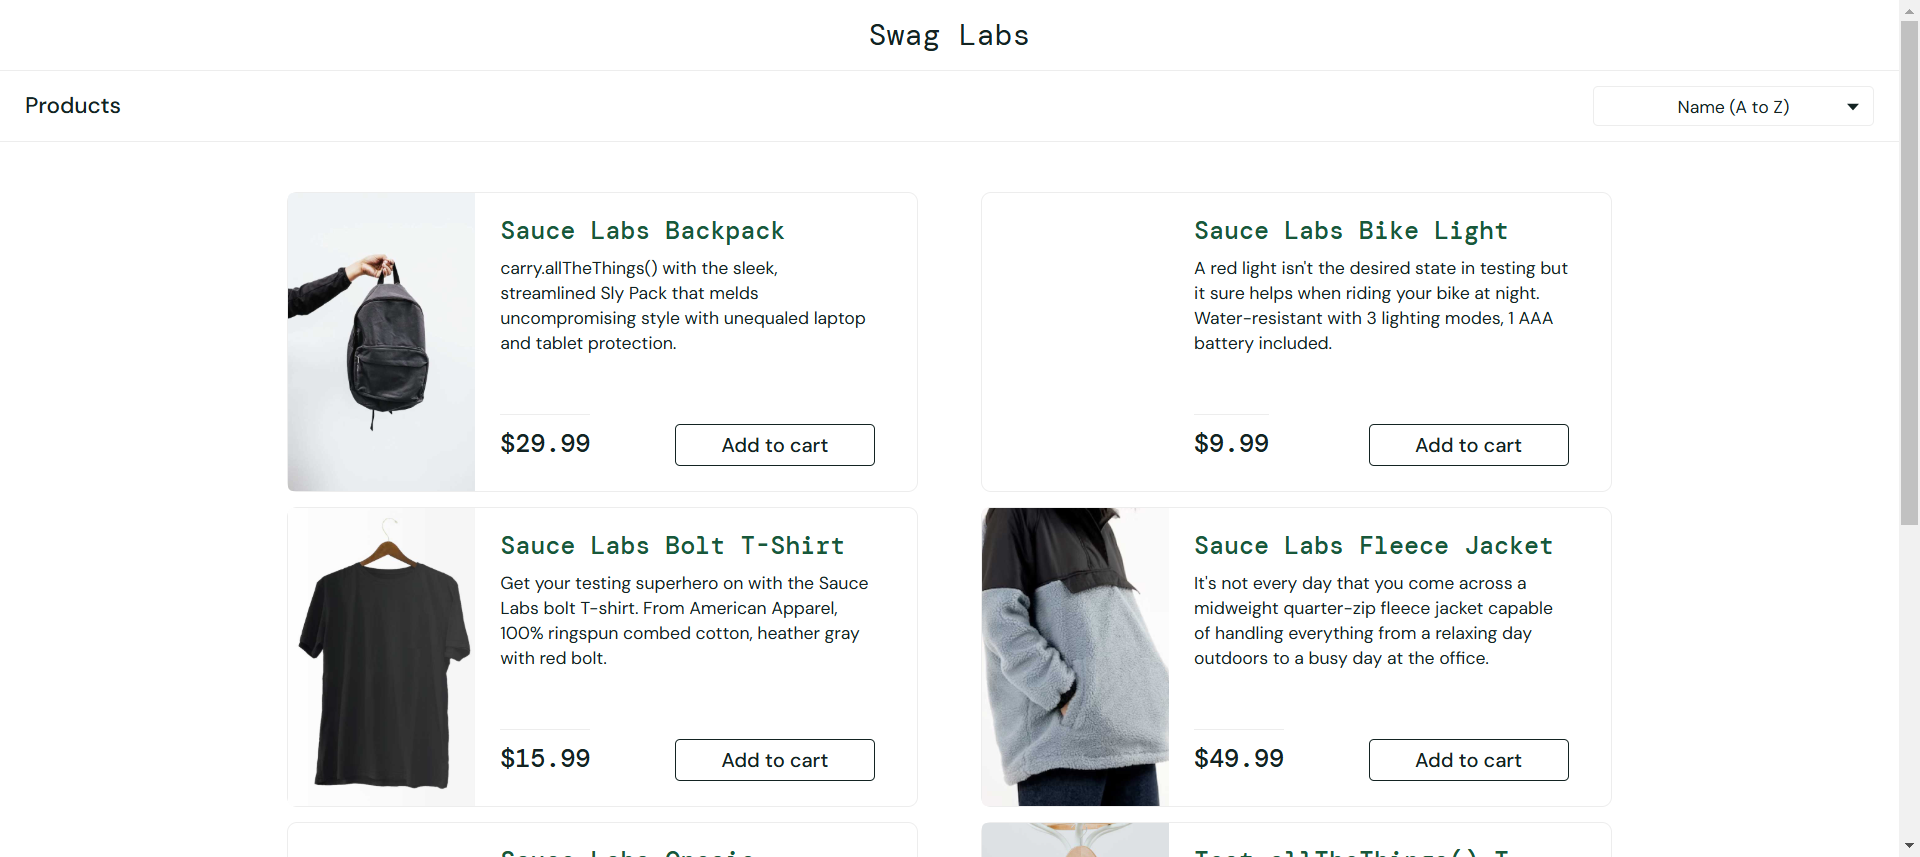 Swag Labs
Products
Name (A to Z)
Sauce Labs Backpack
carry.allTheThings() with the sleek,
streamlined Sly Pack that melds
uncompromising style with unequaled laptop
and tablet protection.
$29.99
Add to cart
Sauce Labs Bike Light
A red light isn't the desired state in testing but
it sure helps when riding your bike at night.
Water-resistant with 3 lighting modes, 1 AAA
battery included.
$9.99
Add to cart
Sauce Labs Bolt T-Shirt
Get your testing superhero on with the Sauce
Labs bolt T-shirt. From American Apparel,
100% ringspun combed cotton, heather gray
with red bolt.
$15.99
Add to cart
Sauce Labs Fleece Jacket
It's not every day that you come across a
midweight quarter-zip fleece jacket capable
of handling everything from a relaxing day
outdoors to a busy day at the office.
$49.99
Add to cart
Sauce Labs Onesie
Test.allTheThings() T